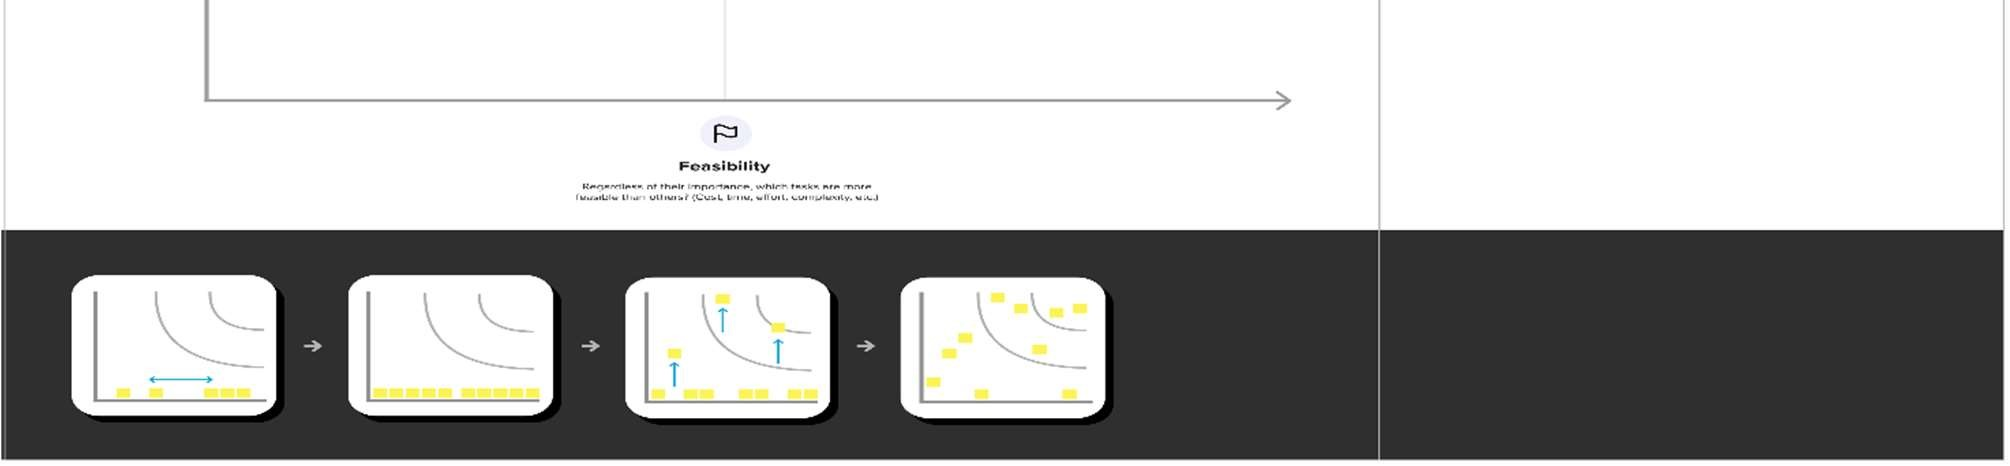 Feasibility
Regardless of their importance, which tasks are more
feasible than others? (Cost, time, effort, complexity, etc.)